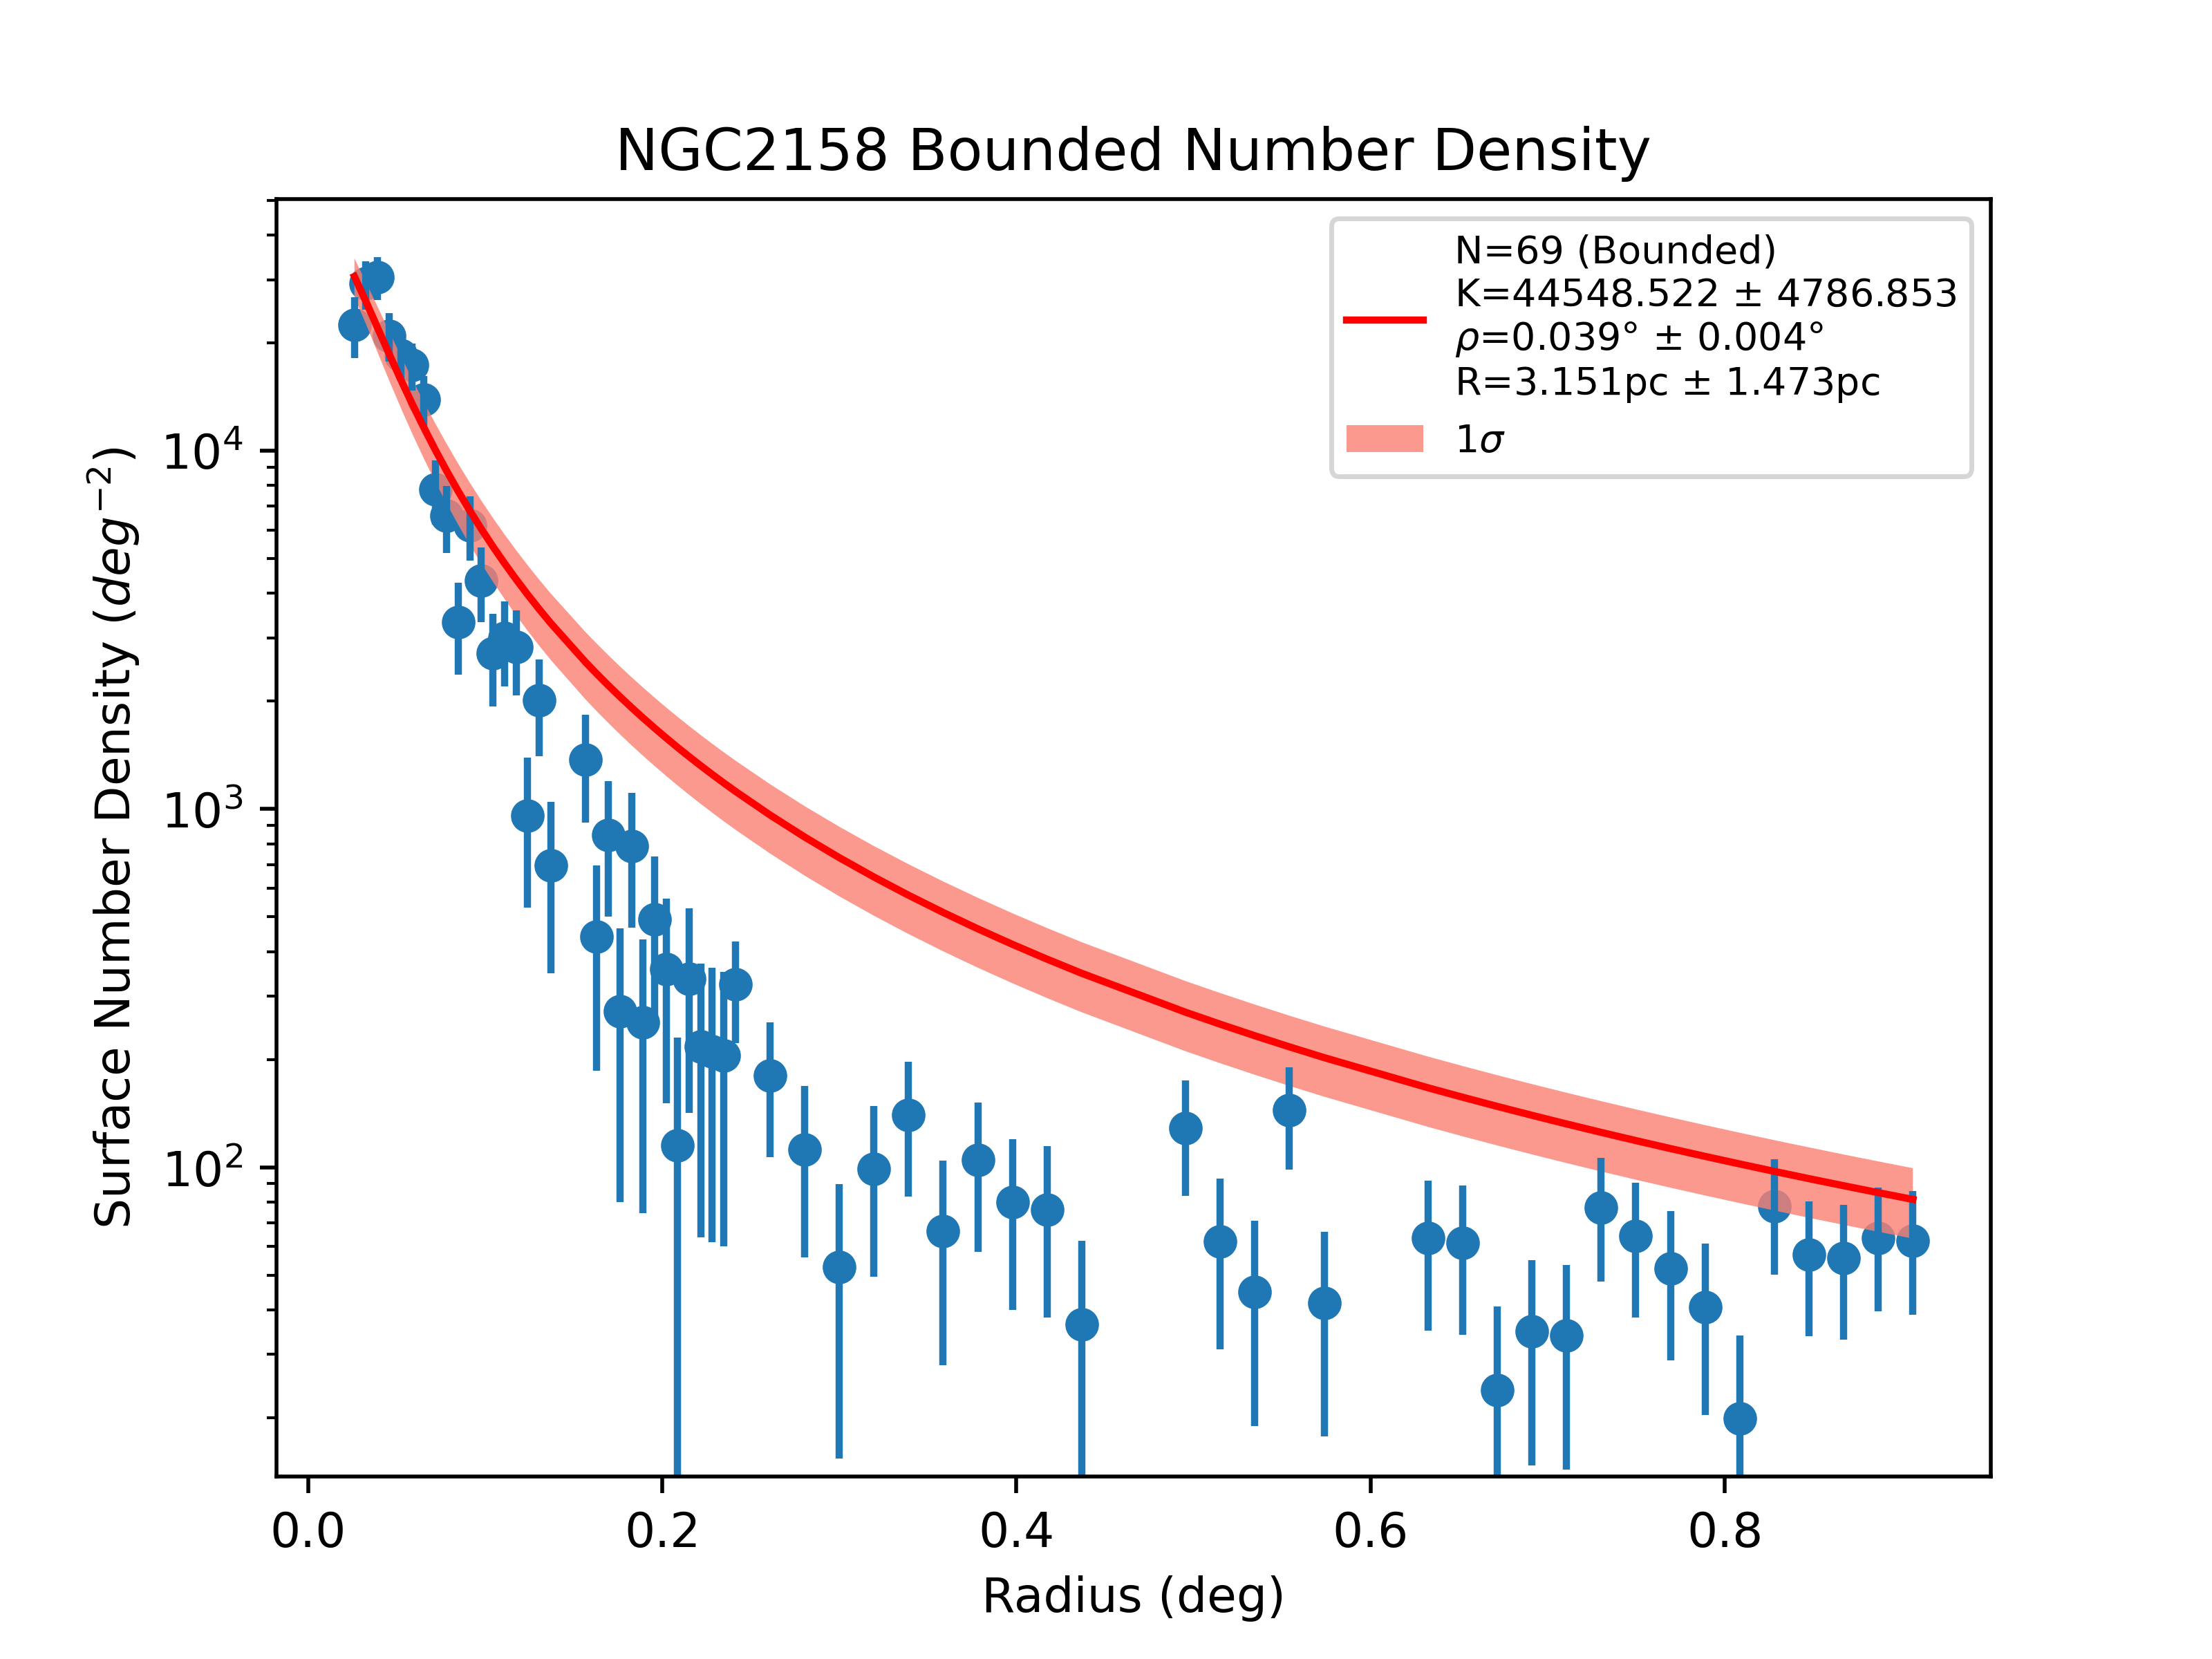 NGC2158 Bounded Number Density
N=69 (Bounded)
K=44548.522 ± 4786.853
ρ=0.039° ± 0.004°
R=3.151pc ± 1.473pc
1σ
Surface Number Density (deg⁻²)
10⁴
10³
10²
0.0 0.2 0.4 0.6 0.8
Radius (deg)